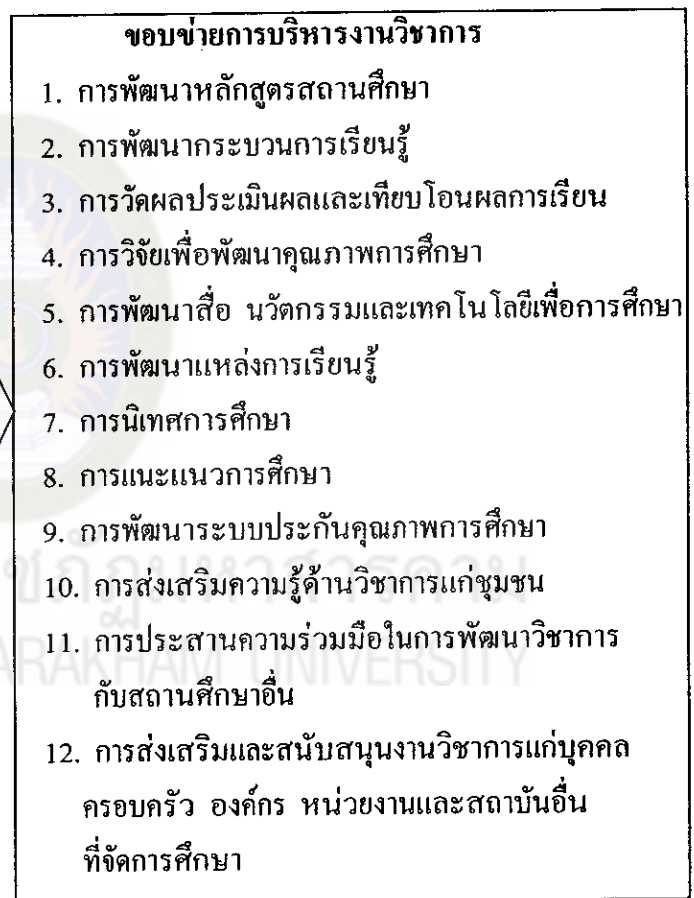 ขอบข่ายการบริหารงานวิชาการ
1. การพัฒนาหลักสูตรสถานศึกษา
2. การพัฒนากระบวนการเรียนรู้
3. การวัดผลประเมินผลและเทียบโอนผลการเรียน
4. การวิจัยเพื่อพัฒนาคุณภาพการศึกษา
5. การพัฒนาสื่อ นวัตกรรมและเทคโนโลยีเพื่อการศึกษา
6. การพัฒนาแหล่งการเรียนรู้
7. การนิเทศการศึกษา
8. การแนะแนวการศึกษา
9. การพัฒนาระบบประกันคุณภาพการศึกษา
10. การส่งเสริมความรู้ด้านวิชาการแก่ชุมชน
11. การประสานความร่วมมือในการพัฒนาวิชาการ
กับสถานศึกษาอื่น
12. การส่งเสริมและสนับสนุนงานวิชาการแก่บุคคล
ครอบครัว องค์กร หน่วยงานและสถาบันอื่น
ที่จัดการศึกษา
ชภัฏมหาสารคาม
ARAKHAM UNIVERSITY